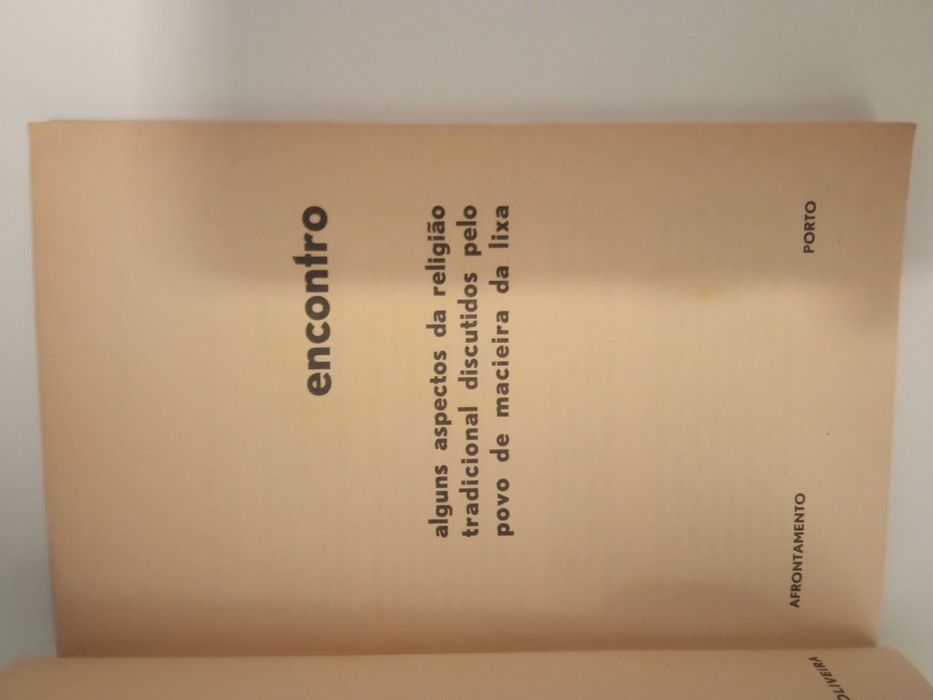 encontro
alguns aspectos da religião
tradicional discutidos pelo
povo de macieira da lixa
AFRONTAMENTO PORTO
OLIVEIRA